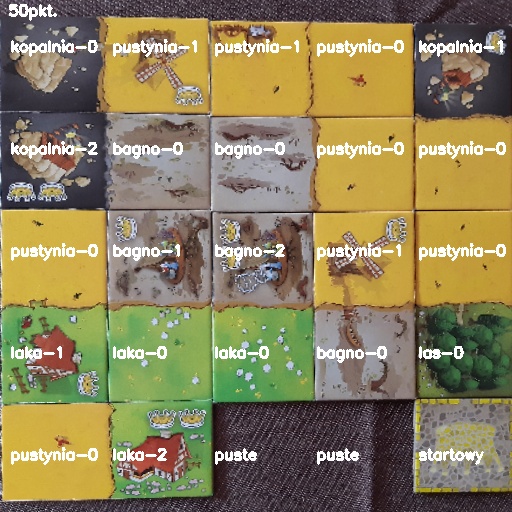 50pkt.
kopalnia-0 pustynia-1 pustynia-1 pustynia-0 kopalnia-1
kopalnia-2 bagno-0 bagno-0 pustynia-0 pustynia-0
pustynia-0 bagno-1 bagno-2 pustynia-1 pustynia-0
laka-1 laka-0 laka-0 bagno-0 las-0
pustynia-0 laka-2 puste puste startowy